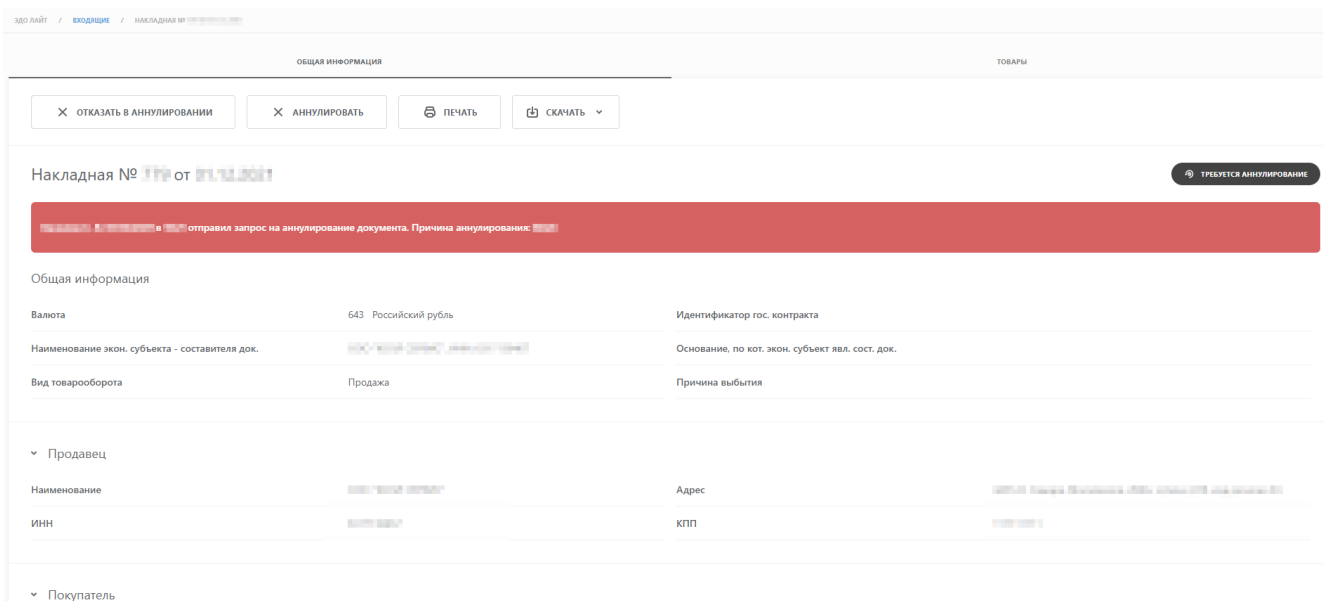 ЭДО ЛАЙТ / ВХОДЯЩИЕ / НАКЛАДНАЯ №
ОБЩАЯ ИНФОРМАЦИЯ ТОВАРЫ
ОТКАЗАТЬ В АННУЛИРОВАНИИ АННУЛИРОВАТЬ ПЕЧАТЬ СКАЧАТЬ
Накладная № от ТРЕБУЕТСЯ АННУЛИРОВАНИЕ
в отправил запрос на аннулирование документа. Причина аннулирования:
Общая информация
Валюта 643 Российский рубль Идентификатор гос. контракта
Наименование экон. субъекта - составителя док. Основание, по кот. экон. субъект явл. сост. док.
Вид товарооборота Продажа Причина выбытия
Продавец
Наименование Адрес
ИНН КПП
Покупатель